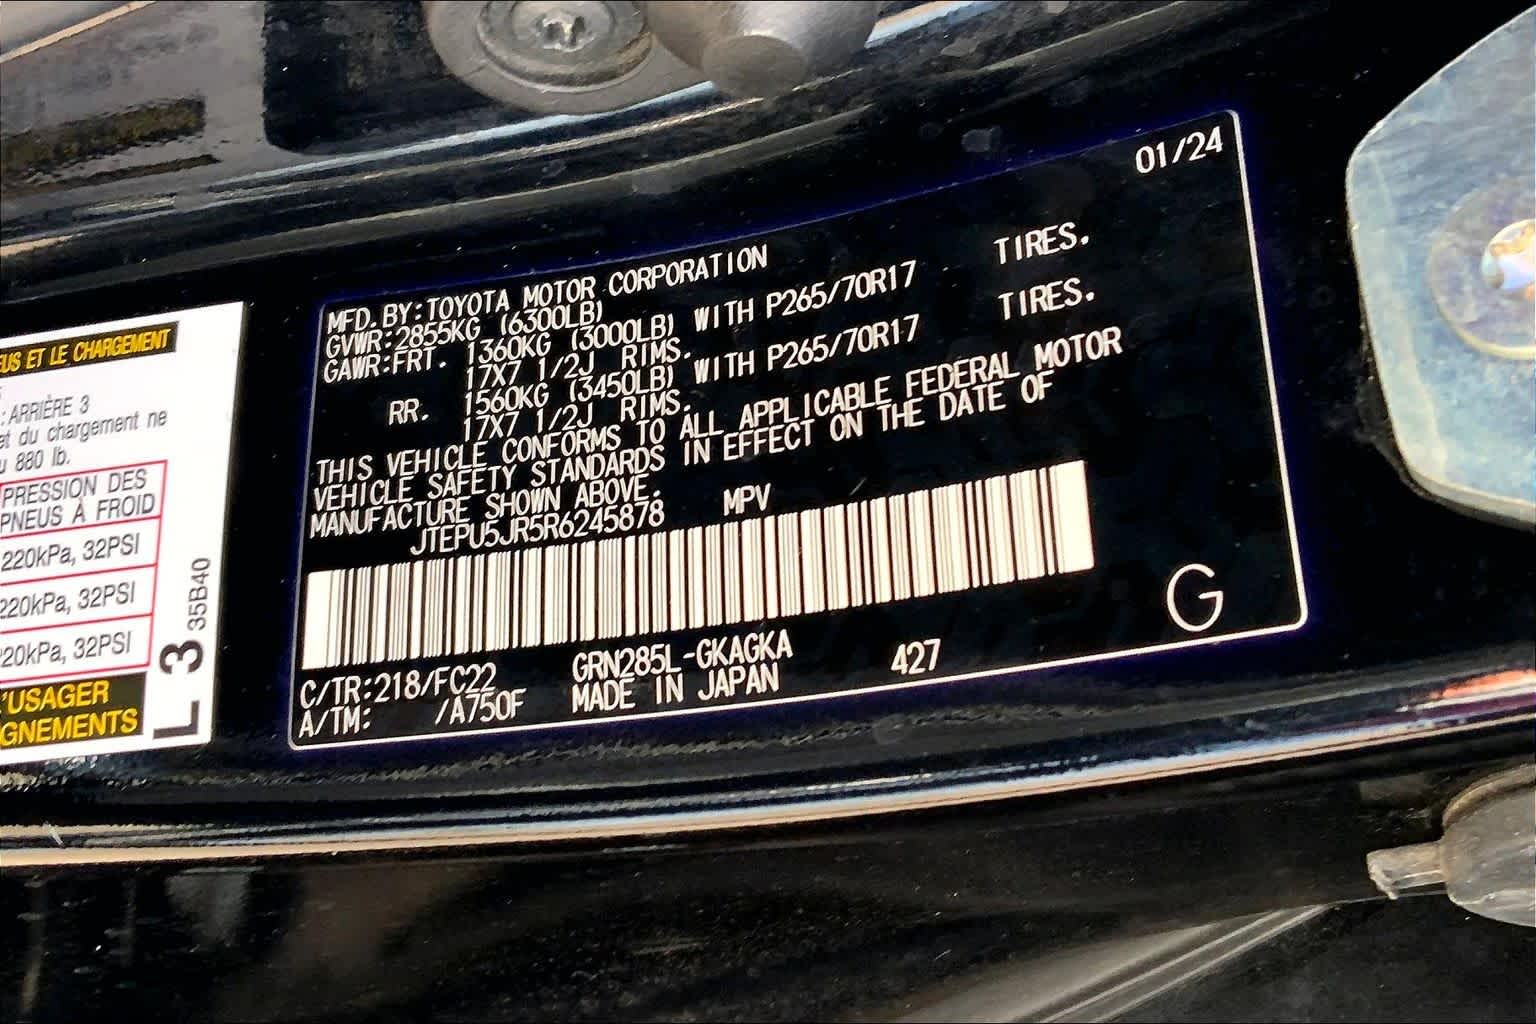 01/24
MFD. BY: TOYOTA MOTOR CORPORATION
GVWR: 2855KG (6300LB)
GAWR: FRT. 1360KG (3000LB) WITH P265/70R17 TIRES.
17X7 1/2J RIMS.
RR. 1560KG (3450LB) WITH P265/70R17 TIRES.
17X7 1/2J RIMS.
THIS VEHICLE CONFORMS TO ALL APPLICABLE FEDERAL MOTOR
VEHICLE SAFETY STANDARDS IN EFFECT ON THE DATE OF
MANUFACTURE SHOWN ABOVE.
JTEPU5JR5R6245878 MPV
C/TR: 218/FC22 GRN285L-GKAGKA 427 G
A/TM: /A750F MADE IN JAPAN
ET LE CHARGEMENT
: ARRIÈRE 3
du chargement ne
880 lb.
PRESSION DES
PNEUS À FROID
220kPa, 32PSI
220kPa, 32PSI
220kPa, 32PSI
L'USAGER
L 3 35B40